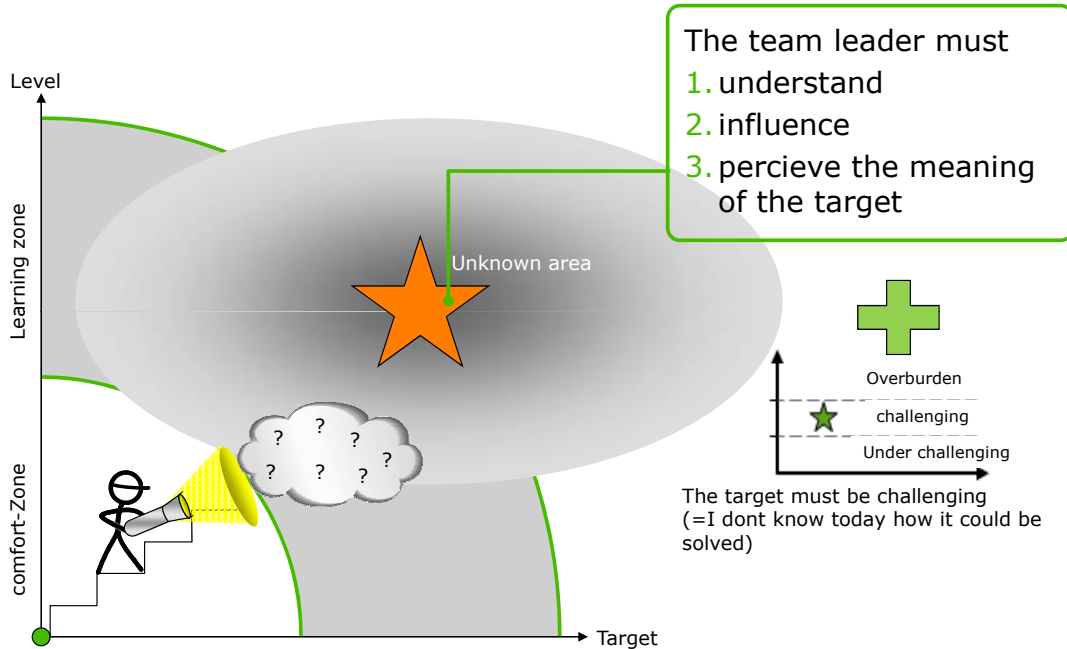 The team leader must
1. understand
2. influence
3. percieve the meaning
of the target
Level
Learning zone
comfort-Zone
Unknown area
? ? ? ? ? ? ?
Target
Overburden
challenging
Under challenging
The target must be challenging
(=I dont know today how it could be
solved)